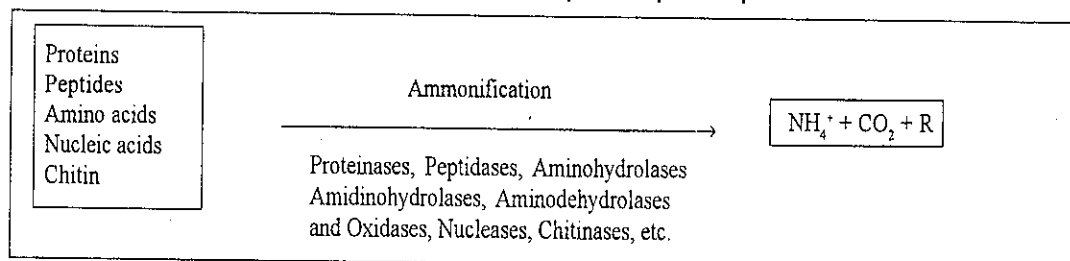 Proteins
Peptides
Amino acids
Nucleic acids
Chitin
Ammonification
Proteinases, Peptidases, Aminohydrolases
Amidinohydrolases, Aminodehydrolases
and Oxidases, Nucleases, Chitinases, etc.
NH₄⁺ + CO₂ + R